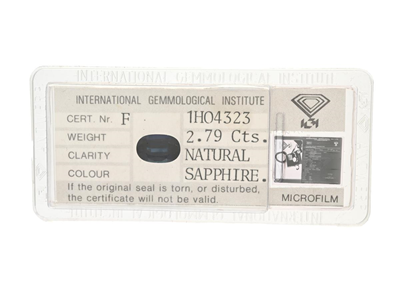 INTERNATIONAL GEMMOLOGICAL INSTITUTE
INTERNATIONAL GEMMOLOGICAL INSTITUTE
CERT. Nr. F 1H04323
WEIGHT 2.79 Cts.
CLARITY NATURAL
COLOUR SAPPHIRE.
If the original seal is torn, or disturbed,
the certificate will not be valid.
MICROFILM